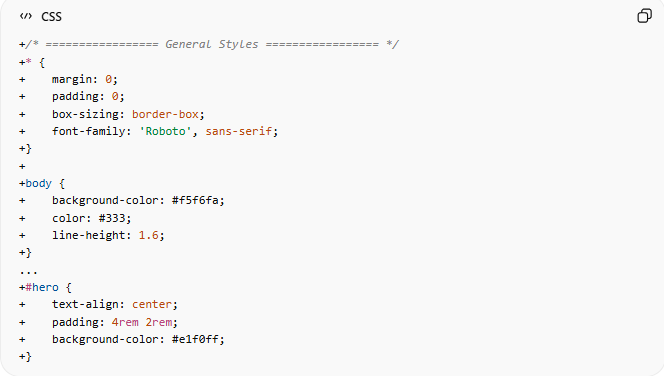 CSS
+/* ================= General Styles ================= */
+* {
+    margin: 0;
+    padding: 0;
+    box-sizing: border-box;
+    font-family: 'Roboto', sans-serif;
+}
+
+body {
+    background-color: #f5f6fa;
+    color: #333;
+    line-height: 1.6;
+}
...
+#hero {
+    text-align: center;
+    padding: 4rem 2rem;
+    background-color: #e1f0ff;
+}